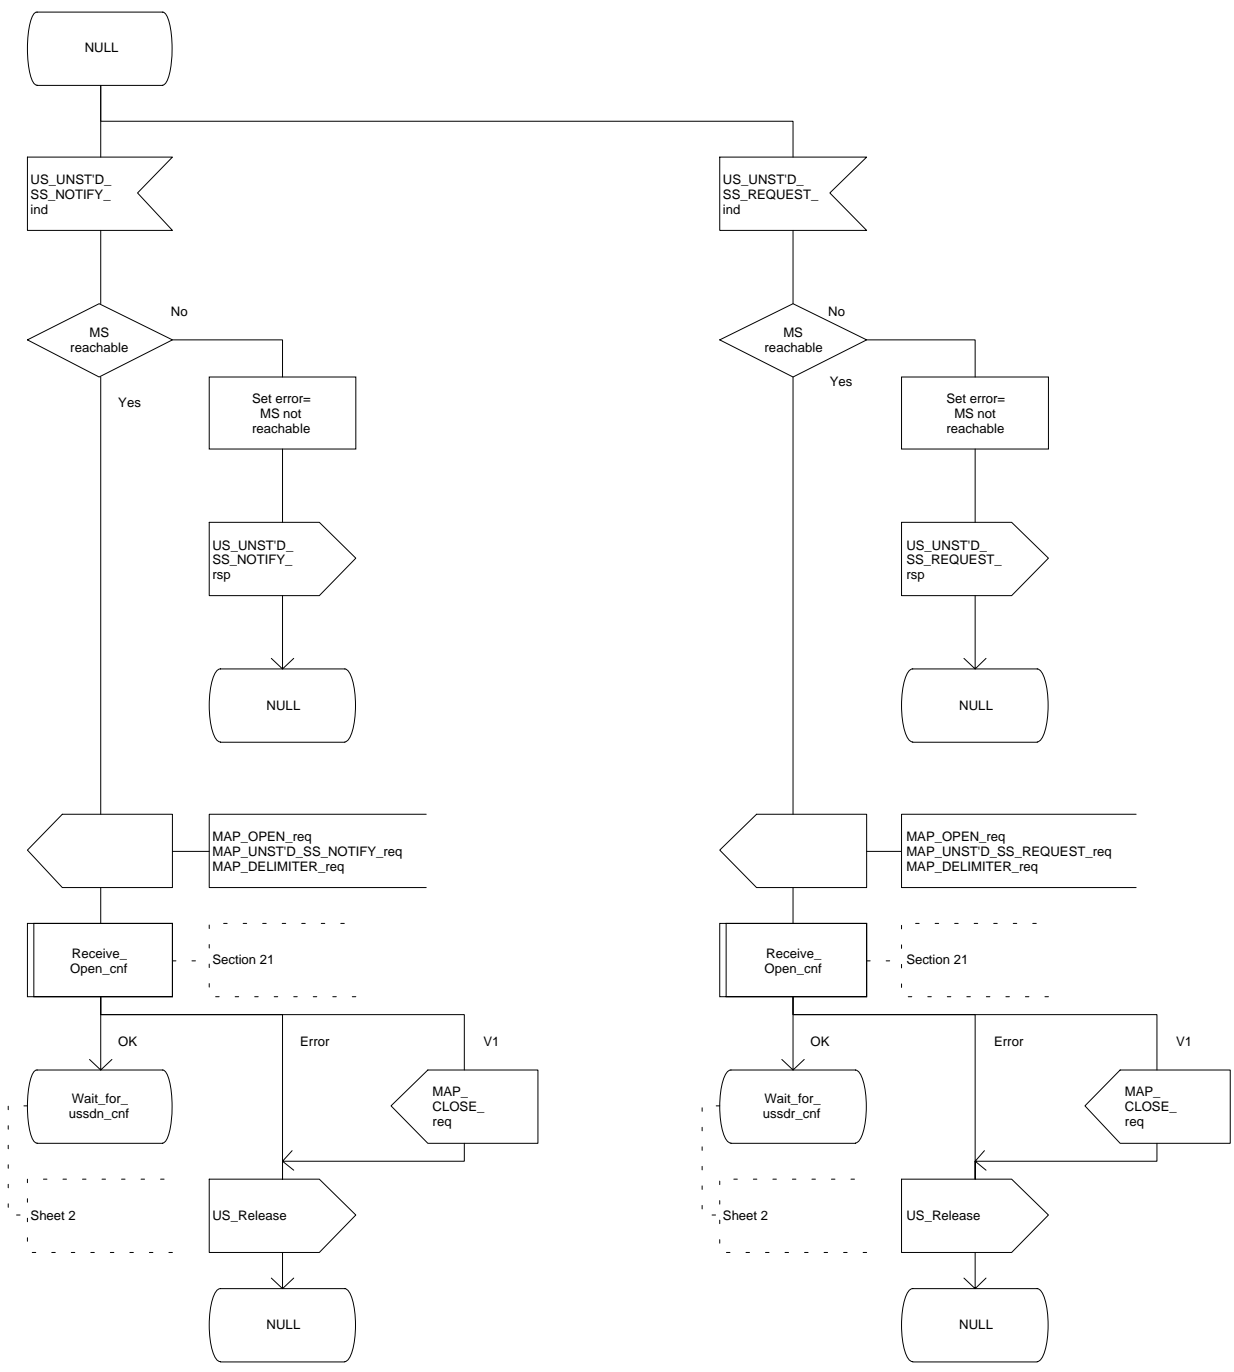 NULL
US_UNST'D_
SS_NOTIFY_
ind
US_UNST'D_
SS_REQUEST_
ind
No
MS
reachable
Yes
No
MS
reachable
Yes
Set error=
MS not
reachable
Set error=
MS not
reachable
US_UNST'D_
SS_NOTIFY_
rsp
US_UNST'D_
SS_REQUEST_
rsp
NULL
NULL
MAP_OPEN_req
MAP_UNST'D_SS_NOTIFY_req
MAP_DELIMITER_req
MAP_OPEN_req
MAP_UNST'D_SS_REQUEST_req
MAP_DELIMITER_req
Receive_
Open_cnf
Section 21
Receive_
Open_cnf
Section 21
OK
Error
V1
OK
Error
V1
Wait_for_
ussdn_cnf
MAP_
CLOSE_
req
Wait_for_
ussdr_cnf
MAP_
CLOSE_
req
Sheet 2
US_Release
Sheet 2
US_Release
NULL
NULL